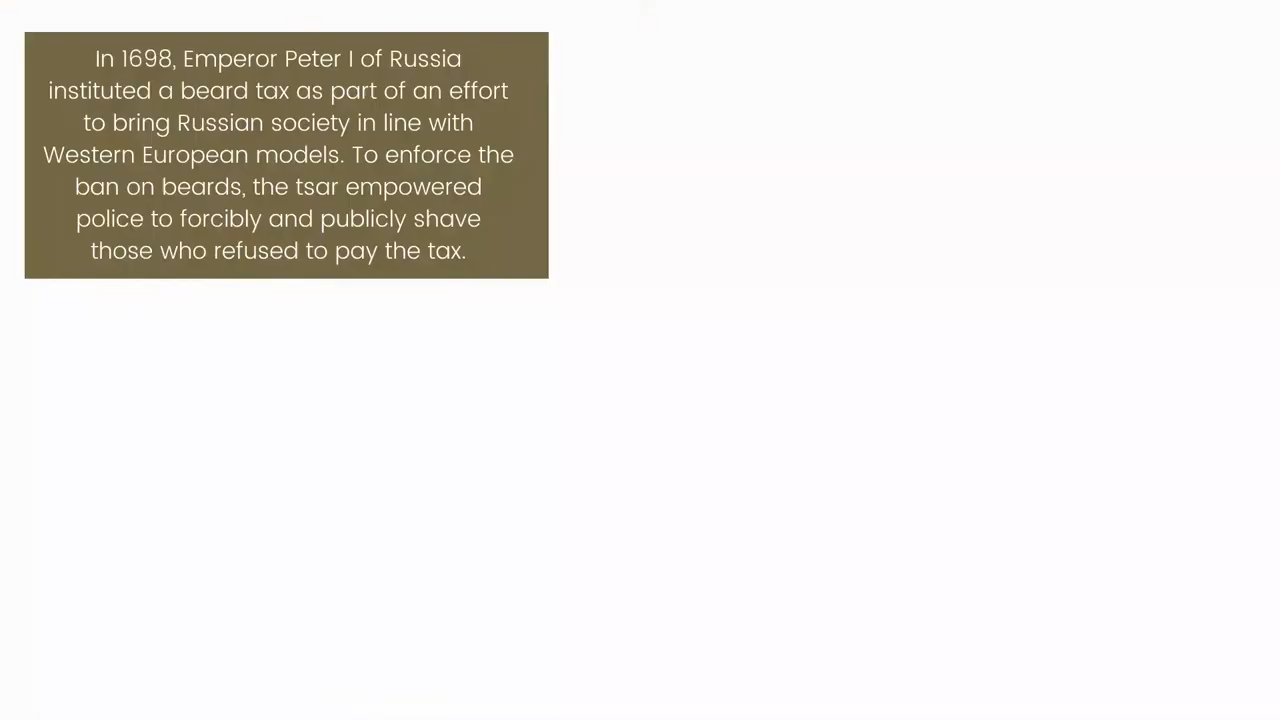 In 1698, Emperor Peter I of Russia
instituted a beard tax as part of an effort
to bring Russian society in line with
Western European models. To enforce the
ban on beards, the tsar empowered
police to forcibly and publicly shave
those who refused to pay the tax.